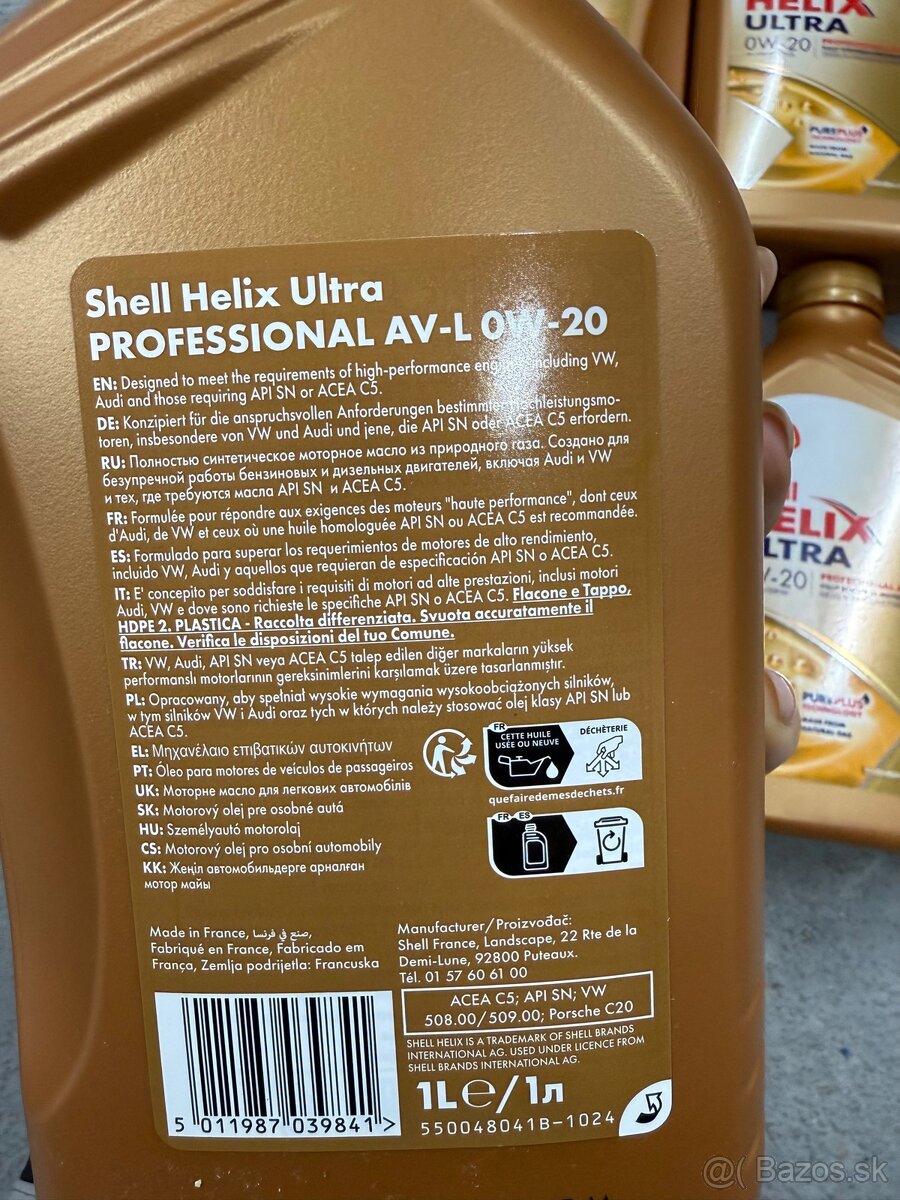 HELIX
ULTRA
0W-20
PUREPLUS
TECHNOLOGY
MADE FROM
NATURAL GAS
Shell Helix Ultra
PROFESSIONAL AV-L 0W-20
EN: Designed to meet the requirements of high-performance engines including VW,
Audi and those requiring API SN or ACEA C5.
DE: Konzipiert für die anspruchsvollen Anforderungen bestimmter Hochleistungsmo-
toren, insbesondere von VW und Audi und jene, die API SN oder ACEA C5 erfordern.
RU: Полностью синтетическое моторное масло из природного газа. Создано для
безупречной работы бензиновых и дизельных двигателей, включая Audi и VW
и тех, где требуются масла API SN и ACEA C5.
FR: Formulée pour répondre aux exigences des moteurs "haute performance", dont ceux
d'Audi, de VW et ceux où une huile homologuée API SN ou ACEA C5 est recommandée.
ES: Formulado para superar los requerimientos de motores de alto rendimiento,
incluido VW, Audi y aquellos que requieran de especificación API SN o ACEA C5.
IT: E' concepito per soddisfare i requisiti di motori ad alte prestazioni, inclusi motori
Audi, VW e dove sono richieste le specifiche API SN o ACEA C5. Flacone e Tappo,
HDPE 2. PLASTICA - Raccolta differenziata. Svuota accuratamente il
flacone. Verifica le disposizioni del tuo Comune.
TR: VW, Audi, API SN veya ACEA C5 talep edilen diğer markaların yüksek
performanslı motorlarının gereksinimlerini karşılamak üzere tasarlanmıştır.
PL: Opracowany, aby spełniał wysokie wymagania wysokoobciążonych silników,
w tym silników VW i Audi oraz tych w których należy stosować olej klasy API SN lub
ACEA C5.
EL: Μηχανέλαιο επιβατικών αυτοκινήτων
PT: Óleo para motores de veículos de passageiros
UK: Моторне масло для легкових автомобілів
SK: Motorový olej pre osobné autá
HU: Személyautó motorolaj
CS: Motorový olej pro osobní automobily
KK: Жеңіл автомобильдерге арналған
мотор майы
FR
CETTE HUILE
USÉE OU NEUVE
DÉCHÈTERIE
quefairedemesdechets.fr
FR ES
Made in France, صنع في فرنسا,
Fabriqué en France, Fabricado em
França, Zemlja podrijetla: Francuska
Manufacturer/Proizvođač:
Shell France, Landscape, 22 Rte de la
Demi-Lune, 92800 Puteaux.
Tél. 01 57 60 61 00
ACEA C5; API SN; VW
508.00/509.00; Porsche C20
SHELL HELIX IS A TRADEMARK OF SHELL BRANDS
INTERNATIONAL AG. USED UNDER LICENCE FROM
SHELL BRANDS INTERNATIONAL AG.
1L℮/1л
550048041B-1024
5 011987 039841 >
HELIX
ULTRA
-20
PUREPLUS
TECHNOLOGY
MADE FROM
NATURAL GAS
@( Bazos.sk